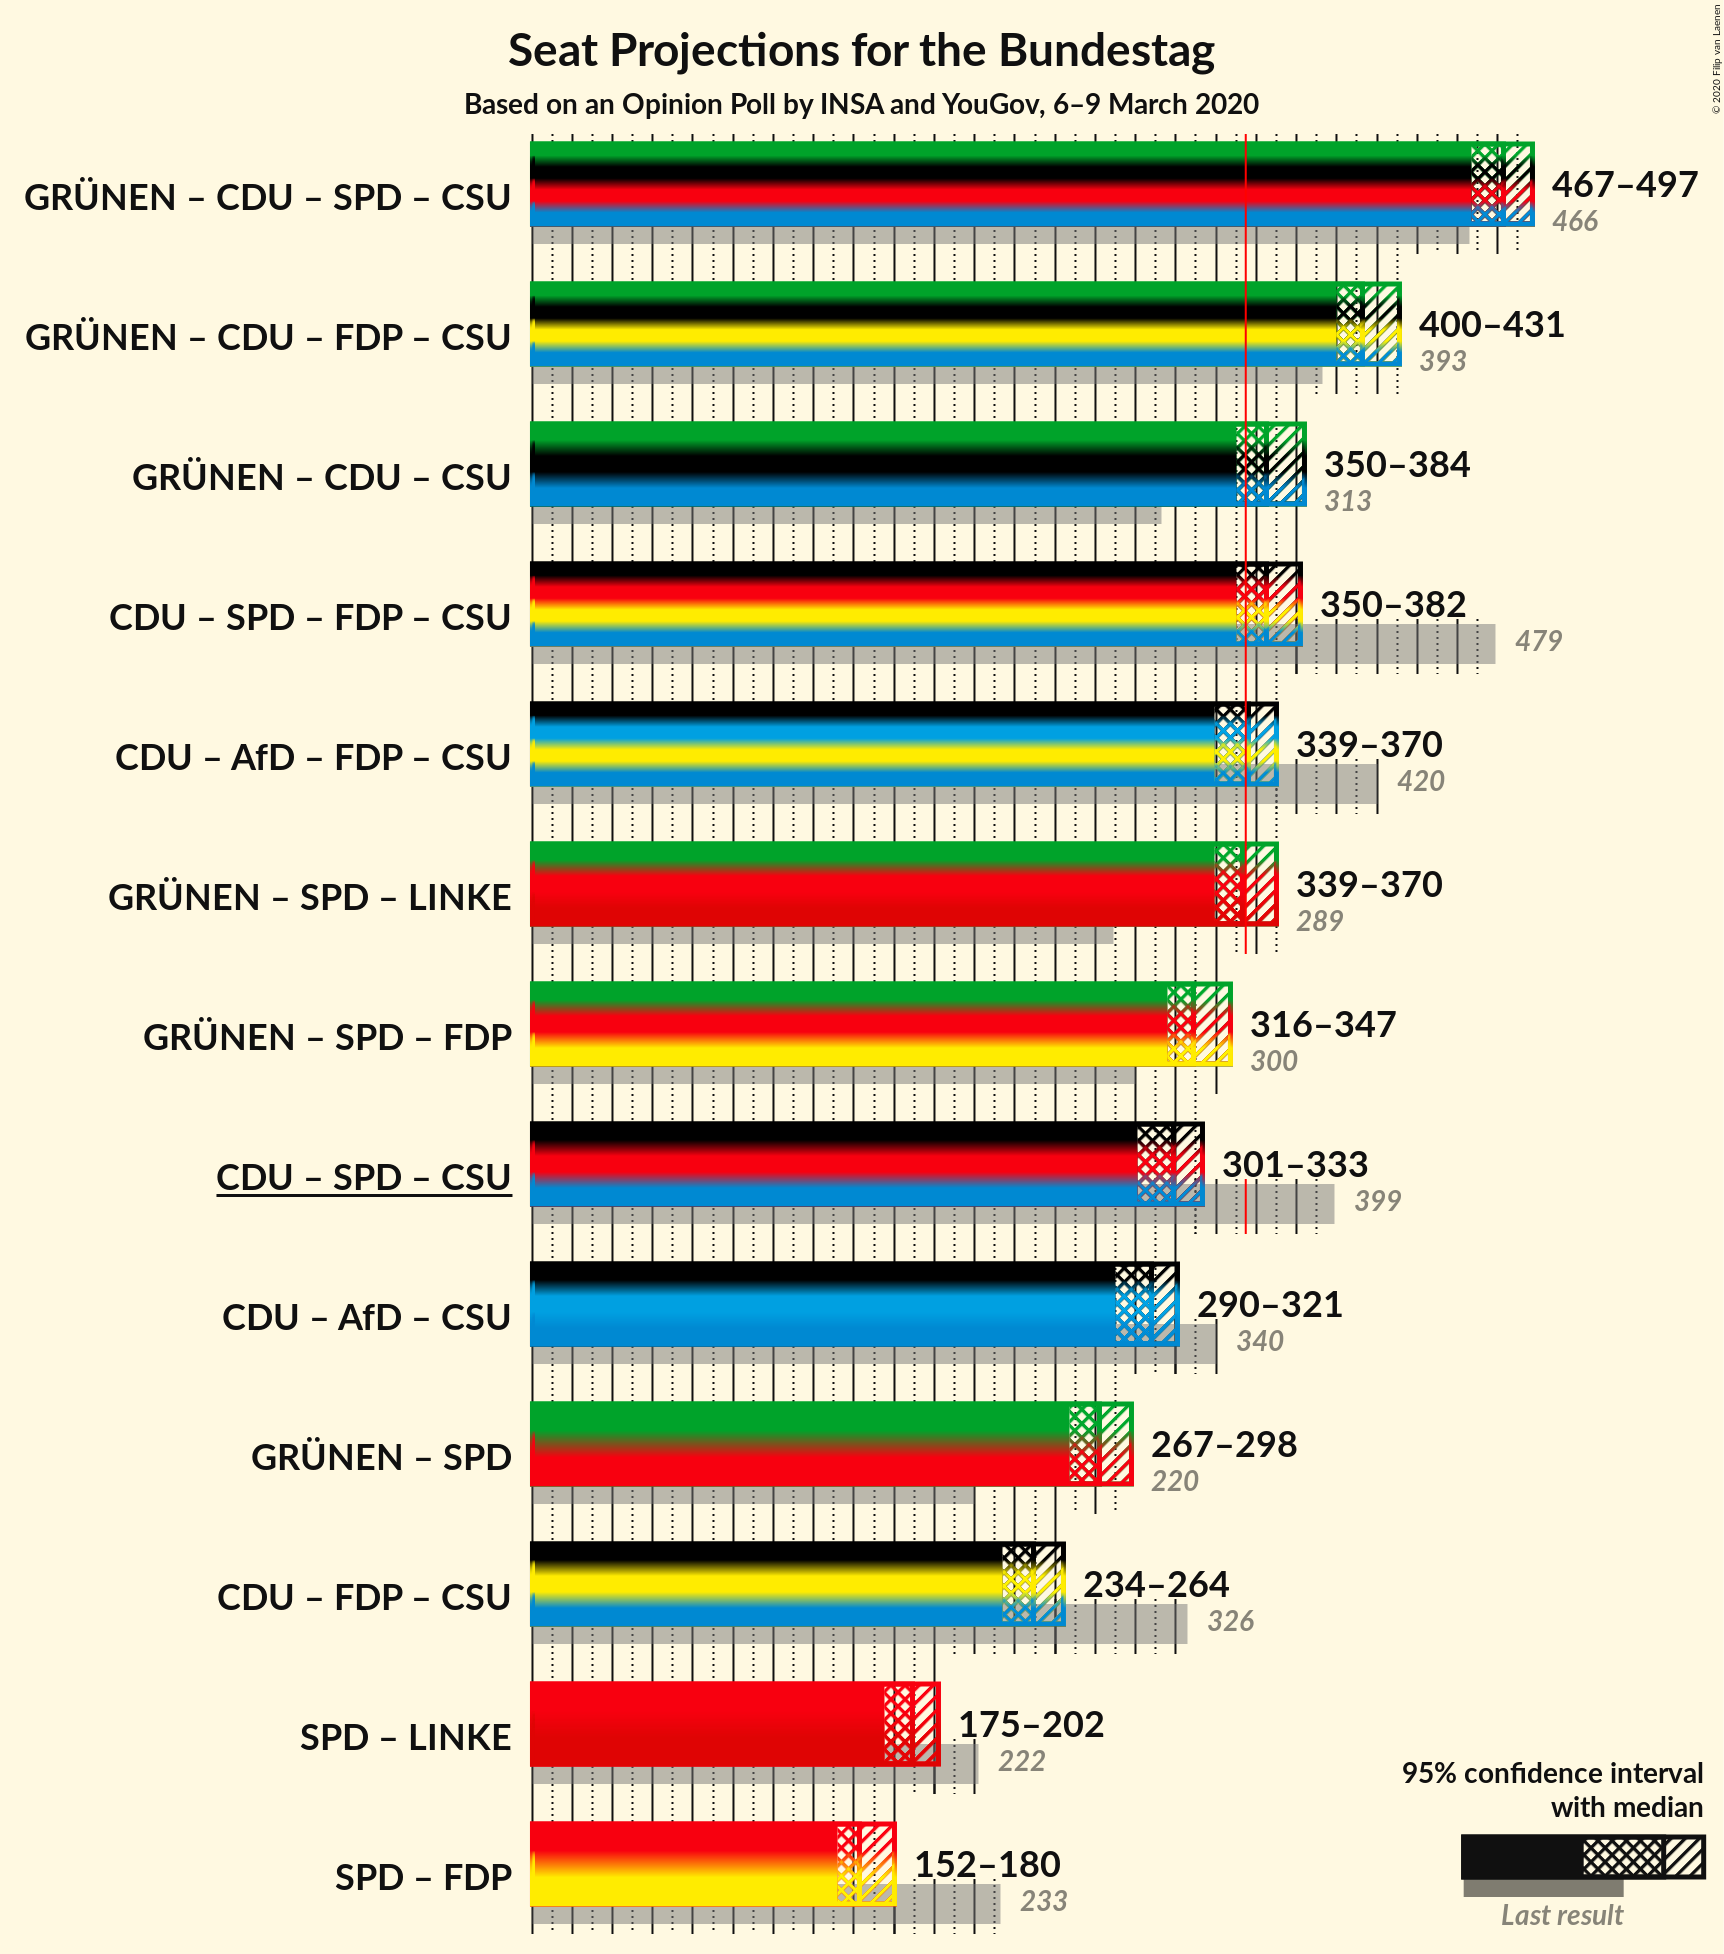 Seat Projections for the Bundestag
Based on an Opinion Poll by INSA and YouGov, 6–9 March 2020
© 2020 Filip van Laenen
GRÜNEN – CDU – SPD – CSU
467–497
466
GRÜNEN – CDU – FDP – CSU
400–431
393
GRÜNEN – CDU – CSU
350–384
313
CDU – SPD – FDP – CSU
350–382
479
CDU – AfD – FDP – CSU
339–370
420
GRÜNEN – SPD – LINKE
339–370
289
GRÜNEN – SPD – FDP
316–347
300
CDU – SPD – CSU
301–333
399
CDU – AfD – CSU
290–321
340
GRÜNEN – SPD
267–298
220
CDU – FDP – CSU
234–264
326
SPD – LINKE
175–202
222
SPD – FDP
152–180
233
95% confidence interval
with median
Last result